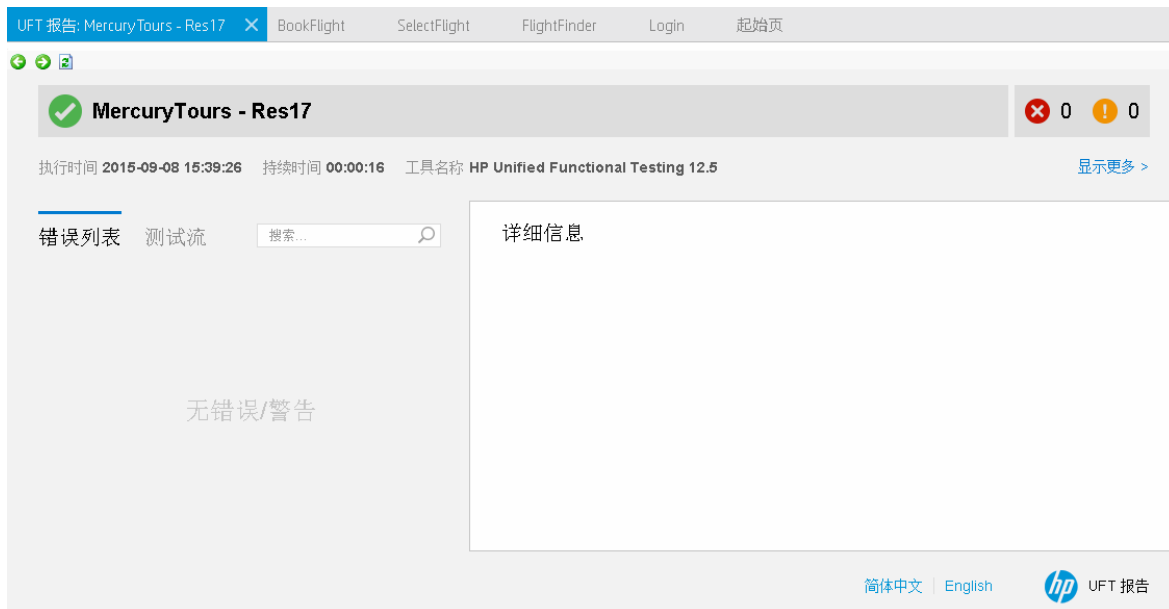 UFT 报告: MercuryTours - Res17 BookFlight SelectFlight FlightFinder Login 起始页
MercuryTours - Res17 0 0
执行时间 2015-09-08 15:39:26 持续时间 00:00:16 工具名称 HP Unified Functional Testing 12.5 显示更多 >
错误列表 测试流 搜索...
详细信息
无错误/警告
简体中文 | English hp UFT 报告